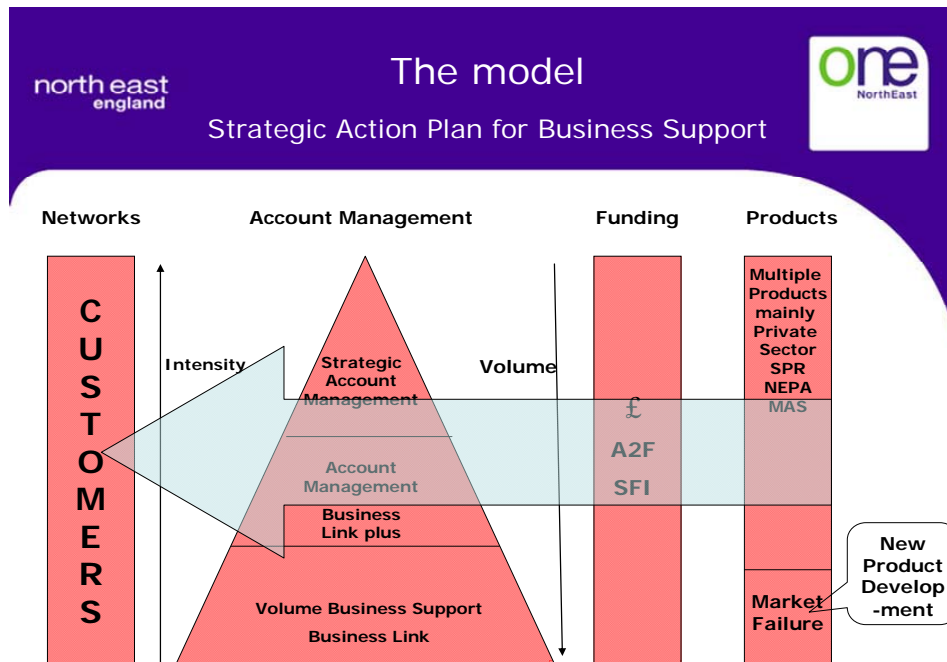 north east
england
The model
Strategic Action Plan for Business Support
one
NorthEast
Networks
Account Management
Funding
Products
C
U
S
T
O
M
E
R
S
Intensity
Strategic
Account
Management
Account
Management
Business
Link plus
Volume Business Support
Business Link
Volume
£
A2F
SFI
Multiple
Products
mainly
Private
Sector
SPR
NEPA
MAS
Market
Failure
New
Product
Develop
-ment